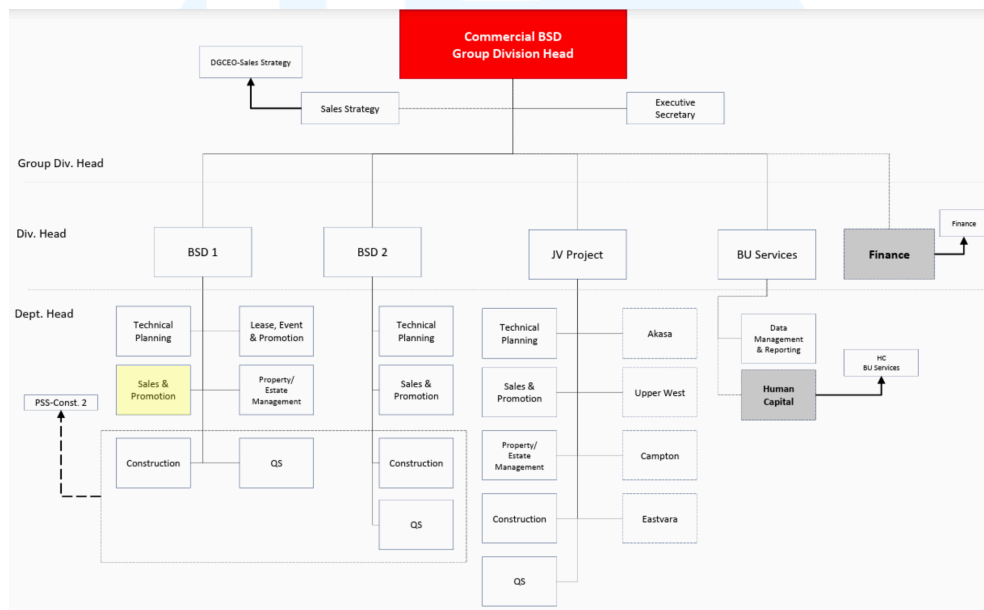 Commercial BSD
Group Division Head
DGCEO-Sales Strategy
Sales Strategy
Executive
Secretary
Group Div. Head
Div. Head
BSD 1
BSD 2
JV Project
BU Services
Finance
Finance
Dept. Head
Technical
Planning
Lease, Event
& Promotion
Technical
Planning
Technical
Planning
Akasa
Data
Management
& Reporting
HC
BU Services
Sales &
Promotion
Property/
Estate
Management
Sales &
Promotion
Sales &
Promotion
Upper West
Human
Capital
PSS-Const. 2
Construction
QS
Construction
Property/
Estate
Management
Campton
QS
Construction
Eastvara
QS